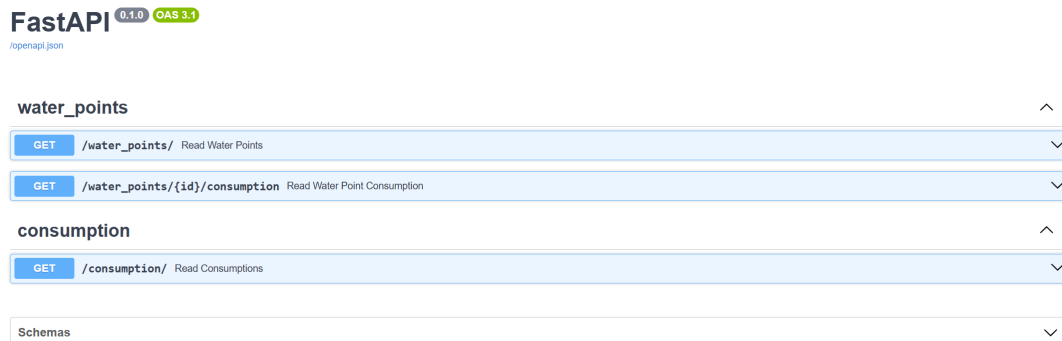 FastAPI 0.1.0 OAS 3.1
/openapi.json
water_points
GET /water_points/ Read Water Points
GET /water_points/{id}/consumption Read Water Point Consumption
consumption
GET /consumption/ Read Consumptions
Schemas